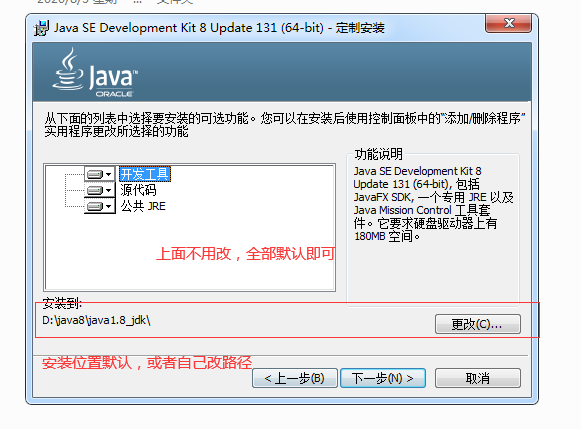 Java SE Development Kit 8 Update 131 (64-bit) - 定制安装
Java
ORACLE
从下面的列表中选择要安装的可选功能。您可以在安装后使用控制面板中的"添加/删除程序"
实用程序更改所选择的功能
开发工具
源代码
公共 JRE
上面不用改，全部默认即可
功能说明
Java SE Development Kit 8
Update 131 (64-bit), 包括
JavaFX SDK, 一个专用 JRE 以及
Java Mission Control 工具套
件。它要求硬盘驱动器上有
180MB 空间。
安装到:
D:\java8\java1.8_jdk\
更改(C)...
安装位置默认，或者自己改路径
< 上一步(B)
下一步(N) >
取消